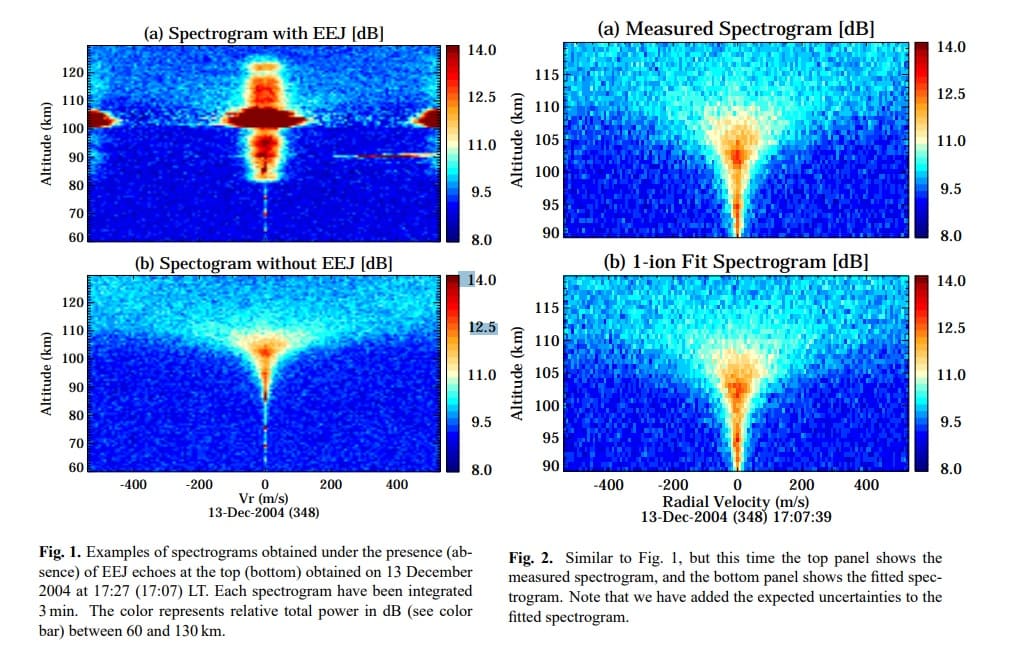 (a) Spectrogram with EEJ [dB]
Altitude (km)
120
110
100
90
80
70
60
14.0
12.5
11.0
9.5
8.0
(b) Spectogram without EEJ [dB]
Altitude (km)
120
110
100
90
80
70
60
14.0
12.5
11.0
9.5
8.0
-400 -200 0 200 400
Vr (m/s)
13-Dec-2004 (348)
Fig. 1. Examples of spectrograms obtained under the presence (ab-
sence) of EEJ echoes at the top (bottom) obtained on 13 December
2004 at 17:27 (17:07) LT. Each spectrogram have been integrated
3 min. The color represents relative total power in dB (see color
bar) between 60 and 130 km.
(a) Measured Spectrogram [dB]
Altitude (km)
115
110
105
100
95
90
14.0
12.5
11.0
9.5
8.0
(b) 1-ion Fit Spectrogram [dB]
Altitude (km)
115
110
105
100
95
90
14.0
12.5
11.0
9.5
8.0
-400 -200 0 200 400
Radial Velocity (m/s)
13-Dec-2004 (348) 17:07:39
Fig. 2. Similar to Fig. 1, but this time the top panel shows the
measured spectrogram, and the bottom panel shows the fitted spec-
trogram. Note that we have added the expected uncertainties to the
fitted spectrogram.